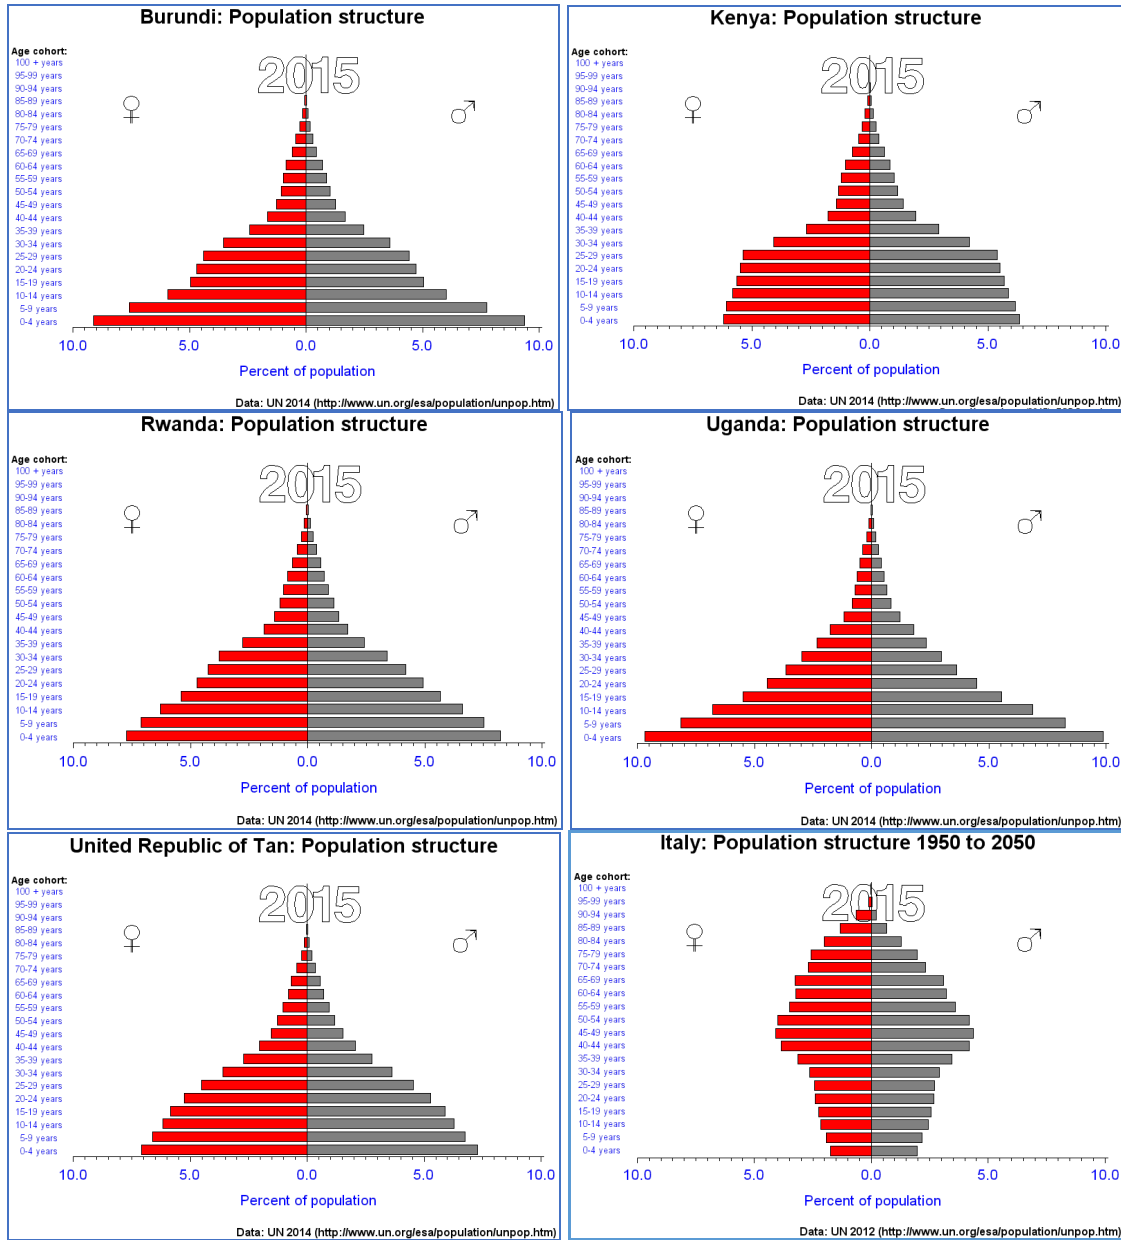 Burundi: Population structure
2015
Age cohort:
100 + years
95-99 years
90-94 years
85-89 years
80-84 years
75-79 years
70-74 years
65-69 years
60-64 years
55-59 years
50-54 years
45-49 years
40-44 years
35-39 years
30-34 years
25-29 years
20-24 years
15-19 years
10-14 years
5-9 years
0-4 years
10.0 5.0 0.0 5.0 10.0
Percent of population
Data: UN 2014 (http://www.un.org/esa/population/unpop.htm)
Kenya: Population structure
2015
Age cohort:
100 + years
95-99 years
90-94 years
85-89 years
80-84 years
75-79 years
70-74 years
65-69 years
60-64 years
55-59 years
50-54 years
45-49 years
40-44 years
35-39 years
30-34 years
25-29 years
20-24 years
15-19 years
10-14 years
5-9 years
0-4 years
10.0 5.0 0.0 5.0 10.0
Percent of population
Data: UN 2014 (http://www.un.org/esa/population/unpop.htm)
Rwanda: Population structure
2015
Age cohort:
100 + years
95-99 years
90-94 years
85-89 years
80-84 years
75-79 years
70-74 years
65-69 years
60-64 years
55-59 years
50-54 years
45-49 years
40-44 years
35-39 years
30-34 years
25-29 years
20-24 years
15-19 years
10-14 years
5-9 years
0-4 years
10.0 5.0 0.0 5.0 10.0
Percent of population
Data: UN 2014 (http://www.un.org/esa/population/unpop.htm)
Uganda: Population structure
2015
Age cohort:
100 + years
95-99 years
90-94 years
85-89 years
80-84 years
75-79 years
70-74 years
65-69 years
60-64 years
55-59 years
50-54 years
45-49 years
40-44 years
35-39 years
30-34 years
25-29 years
20-24 years
15-19 years
10-14 years
5-9 years
0-4 years
10.0 5.0 0.0 5.0 10.0
Percent of population
Data: UN 2014 (http://www.un.org/esa/population/unpop.htm)
United Republic of Tan: Population structure
2015
Age cohort:
100 + years
95-99 years
90-94 years
85-89 years
80-84 years
75-79 years
70-74 years
65-69 years
60-64 years
55-59 years
50-54 years
45-49 years
40-44 years
35-39 years
30-34 years
25-29 years
20-24 years
15-19 years
10-14 years
5-9 years
0-4 years
10.0 5.0 0.0 5.0 10.0
Percent of population
Data: UN 2014 (http://www.un.org/esa/population/unpop.htm)
Italy: Population structure 1950 to 2050
2015
Age cohort:
100 + years
95-99 years
90-94 years
85-89 years
80-84 years
75-79 years
70-74 years
65-69 years
60-64 years
55-59 years
50-54 years
45-49 years
40-44 years
35-39 years
30-34 years
25-29 years
20-24 years
15-19 years
10-14 years
5-9 years
0-4 years
10.0 5.0 0.0 5.0 10.0
Percent of population
Data: UN 2012 (http://www.un.org/esa/population/unpop.htm)